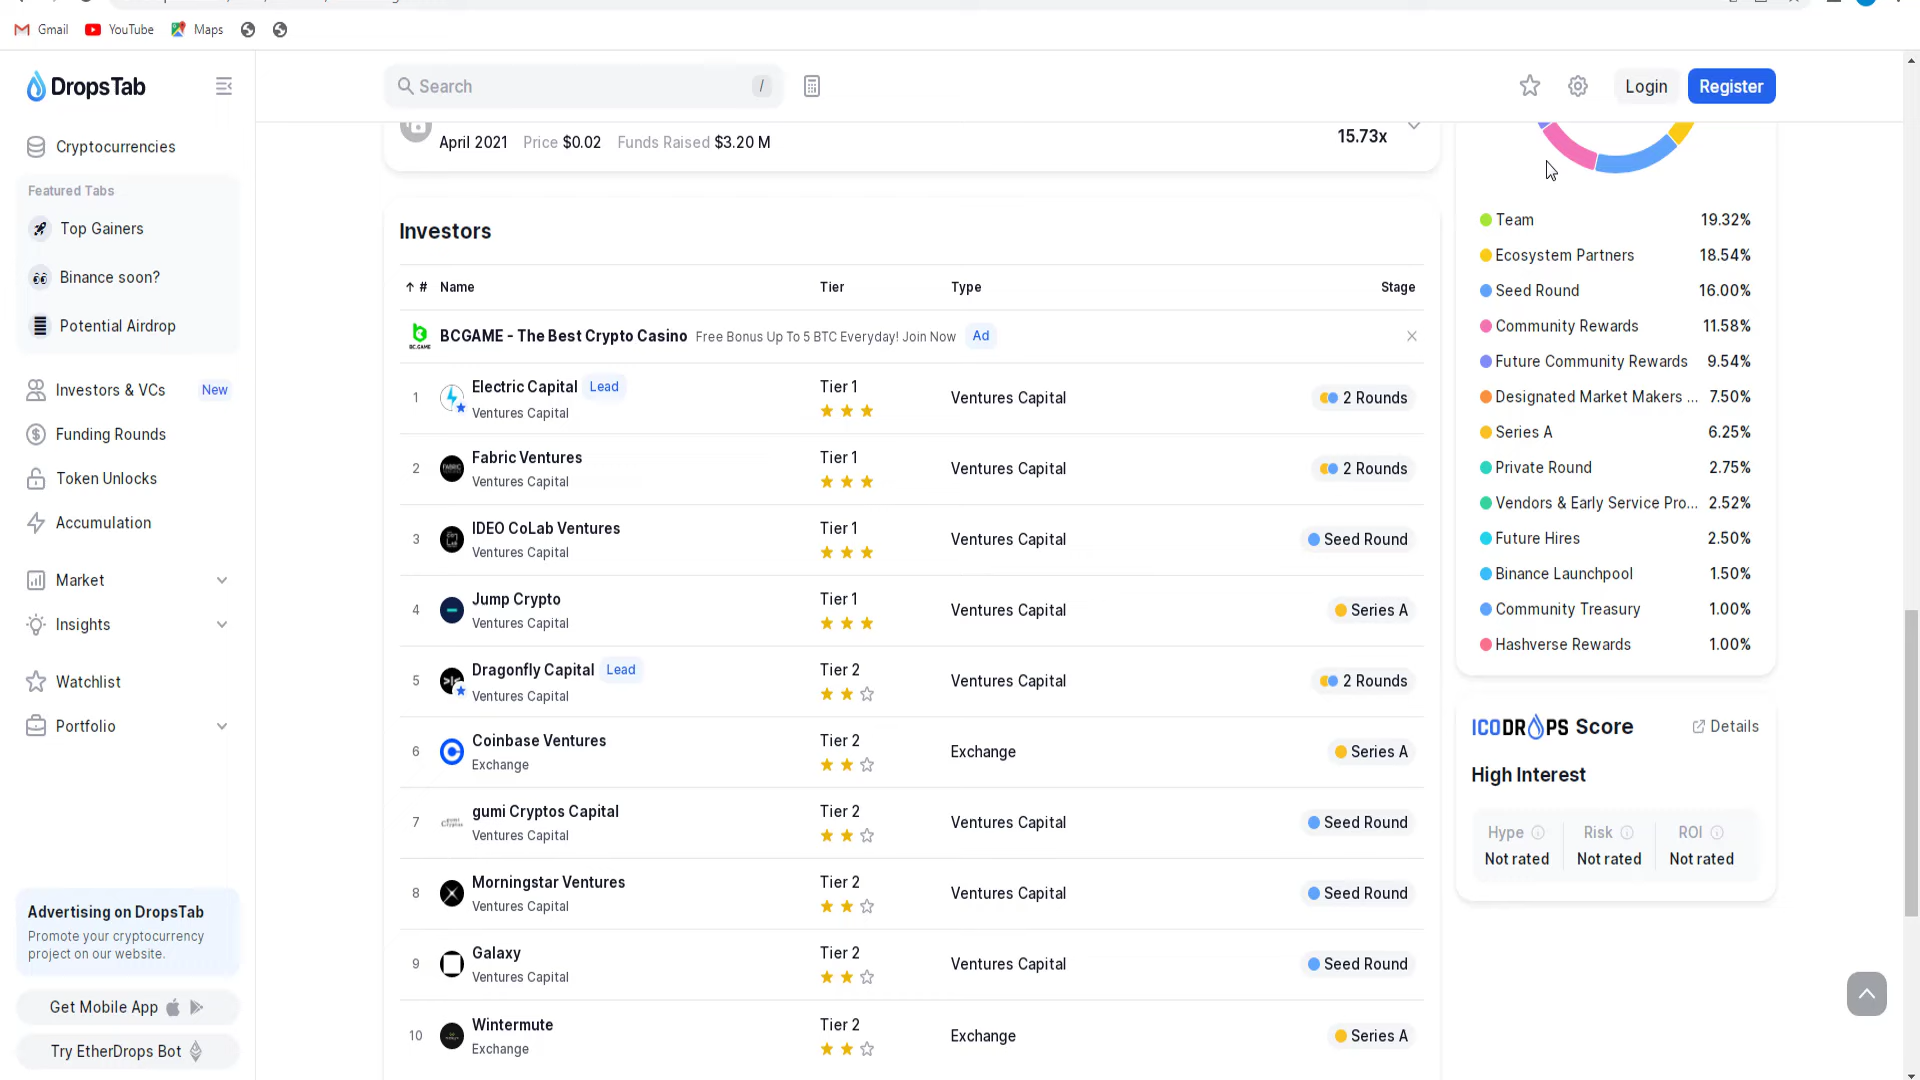 Gmail YouTube Maps
DropsTab
Search /
Login Register
Cryptocurrencies
Featured Tabs
Top Gainers
Binance soon?
Potential Airdrop
Investors & VCs New
Funding Rounds
Token Unlocks
Accumulation
Market
Insights
Watchlist
Portfolio
Advertising on DropsTab
Promote your cryptocurrency
project on our website.
Get Mobile App
Try EtherDrops Bot
April 2021 Price $0.02 Funds Raised $3.20 M 15.73x
Investors
# Name Tier Type Stage
BC.GAME BCGAME - The Best Crypto Casino Free Bonus Up To 5 BTC Everyday! Join Now Ad
1 Electric Capital Lead Tier 1 Ventures Capital 2 Rounds
Ventures Capital
2 Fabric Ventures Tier 1 Ventures Capital 2 Rounds
Ventures Capital
3 IDEO CoLab Ventures Tier 1 Ventures Capital Seed Round
Ventures Capital
4 Jump Crypto Tier 1 Ventures Capital Series A
Ventures Capital
5 Dragonfly Capital Lead Tier 2 Ventures Capital 2 Rounds
Ventures Capital
6 Coinbase Ventures Tier 2 Exchange Series A
Exchange
7 gumi Cryptos Capital Tier 2 Ventures Capital Seed Round
Ventures Capital
8 Morningstar Ventures Tier 2 Ventures Capital Seed Round
Ventures Capital
9 Galaxy Tier 2 Ventures Capital Seed Round
Ventures Capital
10 Wintermute Tier 2 Exchange Series A
Exchange
Team 19.32%
Ecosystem Partners 18.54%
Seed Round 16.00%
Community Rewards 11.58%
Future Community Rewards 9.54%
Designated Market Makers ... 7.50%
Series A 6.25%
Private Round 2.75%
Vendors & Early Service Pro... 2.52%
Future Hires 2.50%
Binance Launchpool 1.50%
Community Treasury 1.00%
Hashverse Rewards 1.00%
ICODROPS Score Details
High Interest
Hype Risk ROI
Not rated Not rated Not rated